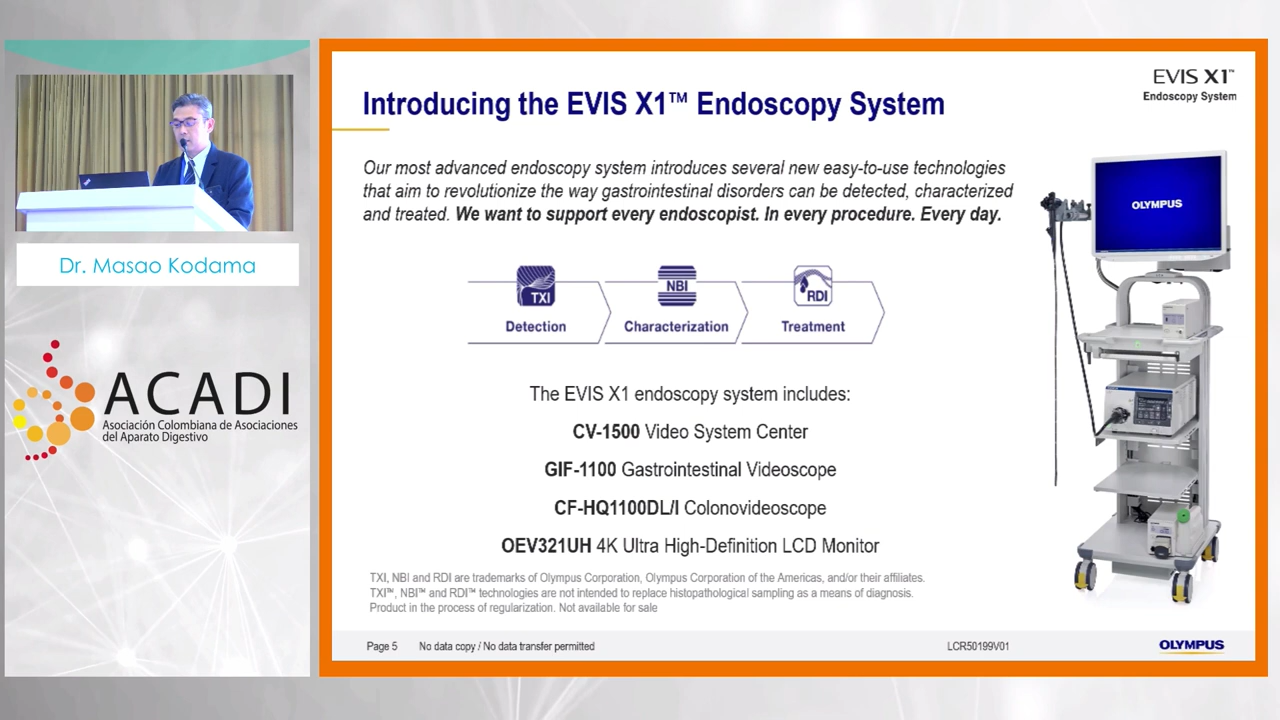 Dr. Masao Kodama
ACADI
Asociación Colombiana de Asociaciones
del Aparato Digestivo
EVIS X1™
Endoscopy System
Introducing the EVIS X1™ Endoscopy System
Our most advanced endoscopy system introduces several new easy-to-use technologies
that aim to revolutionize the way gastrointestinal disorders can be detected, characterized
and treated. We want to support every endoscopist. In every procedure. Every day.
OLYMPUS
TXI
NBI
RDI
Detection
Characterization
Treatment
The EVIS X1 endoscopy system includes:
CV-1500 Video System Center
GIF-1100 Gastrointestinal Videoscope
CF-HQ1100DL/I Colonovideoscope
OEV321UH 4K Ultra High-Definition LCD Monitor
TXI, NBI and RDI are trademarks of Olympus Corporation, Olympus Corporation of the Americas, and/or their affiliates.
TXI™, NBI™ and RDI™ technologies are not intended to replace histopathological sampling as a means of diagnosis.
Product in the process of regularization. Not available for sale
Page 5
No data copy / No data transfer permitted
LCR50199V01
OLYMPUS